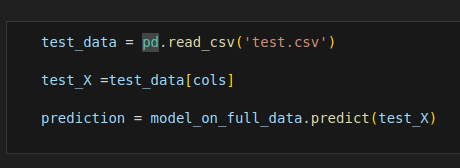 test_data = pd.read_csv('test.csv')
test_X =test_data[cols]
prediction = model_on_full_data.predict(test_X)